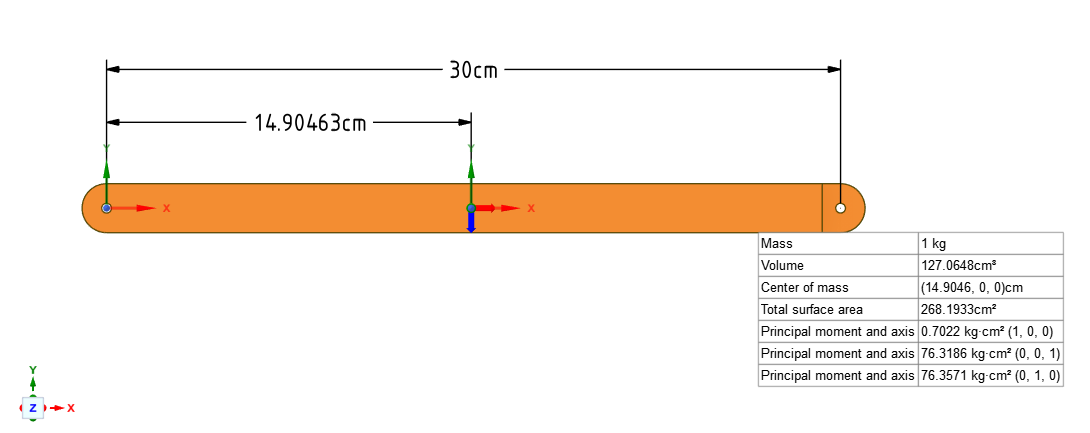 30cm
14.90463cm
Y
Y
X
X
Mass 1 kg
Volume 127.0648cm³
Center of mass (14.9046, 0, 0)cm
Total surface area 268.1933cm²
Principal moment and axis 0.7022 kg·cm² (1, 0, 0)
Principal moment and axis 76.3186 kg·cm² (0, 0, 1)
Principal moment and axis 76.3571 kg·cm² (0, 1, 0)
Y
Z X